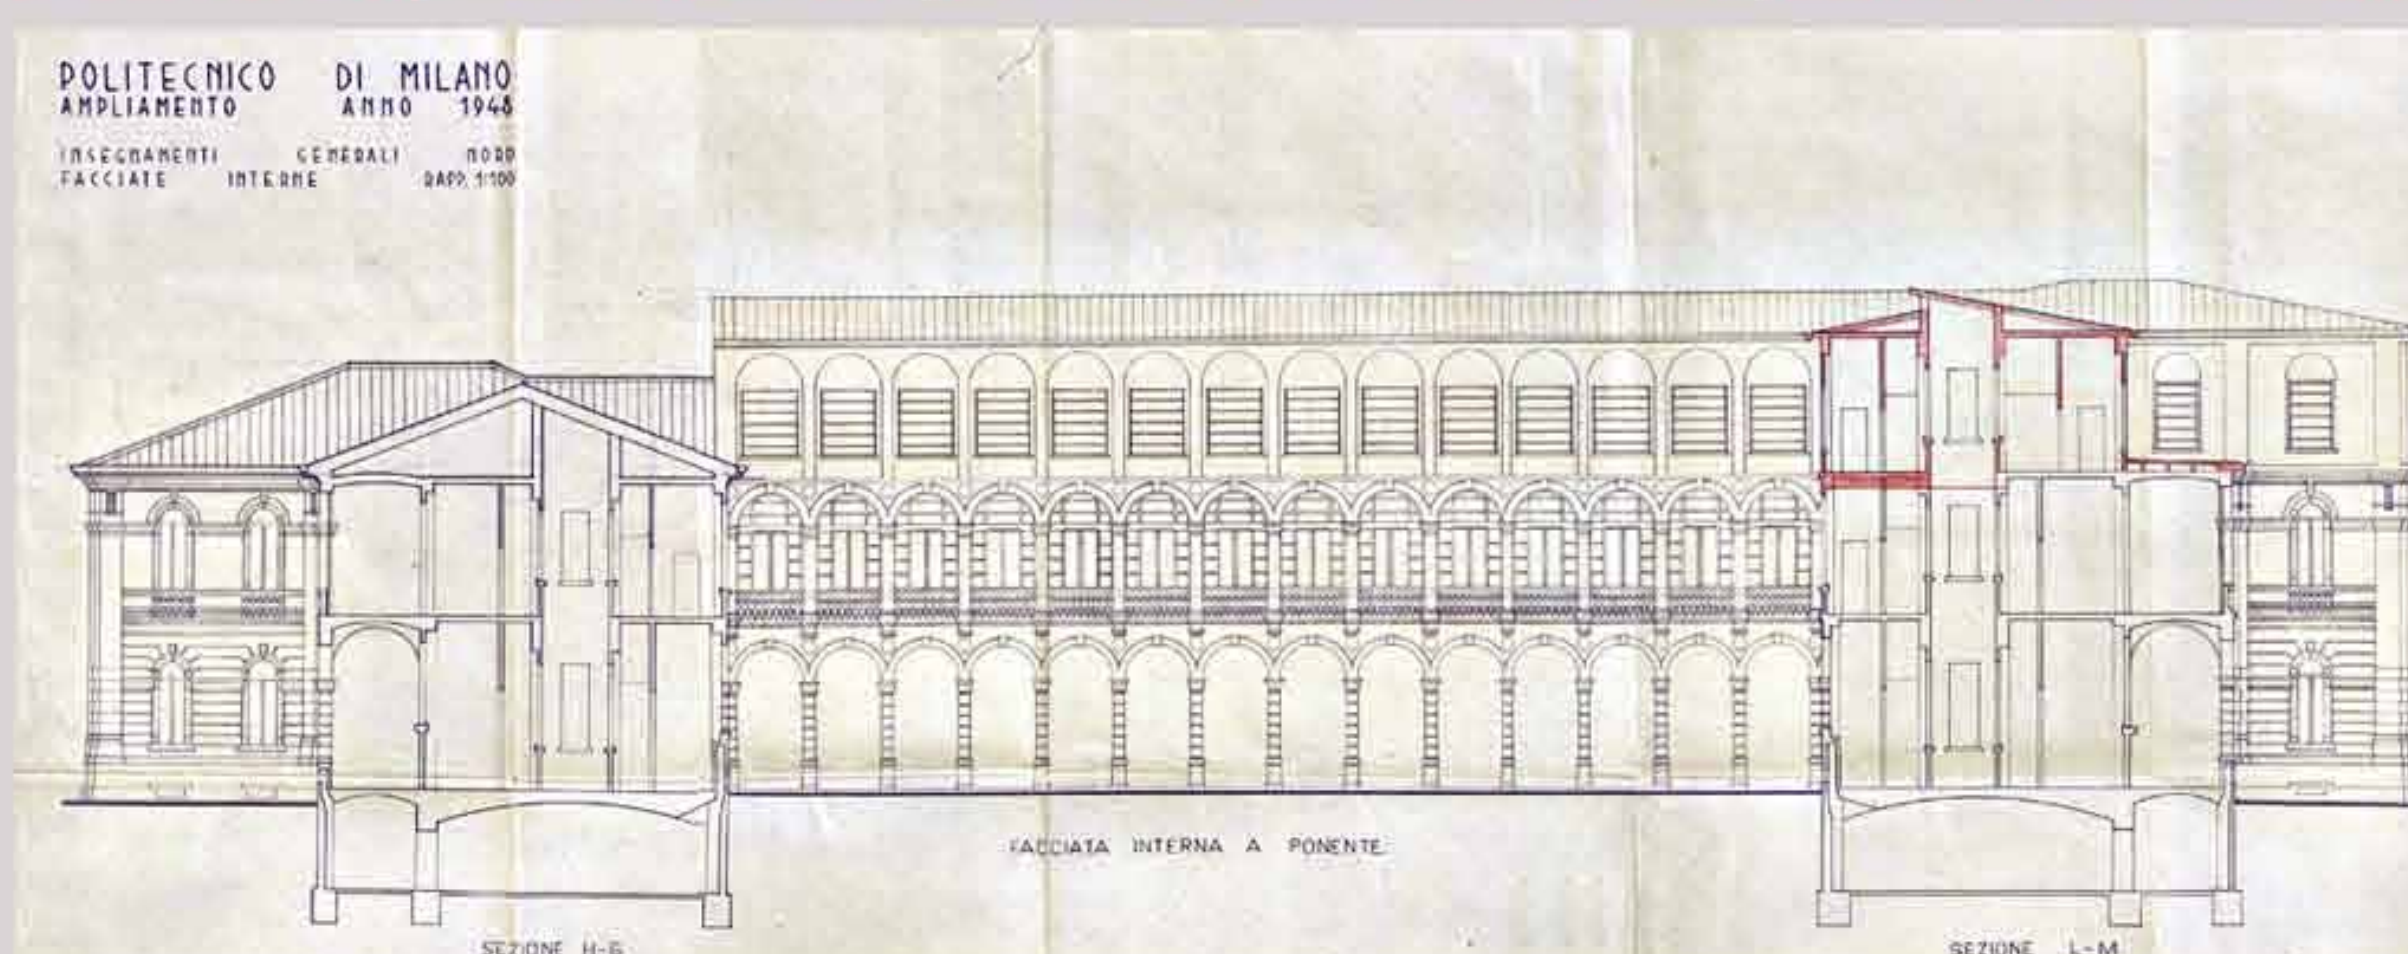 POLITECNICO DI MILANO
AMPLIAMENTO ANNO 1948
INSEGNAMENTI GENERALI NORD
FACCIATE INTERNE RAPP. 1:100
FACCIATA INTERNA A PONENTE
SEZIONE H-G
SEZIONE L-M